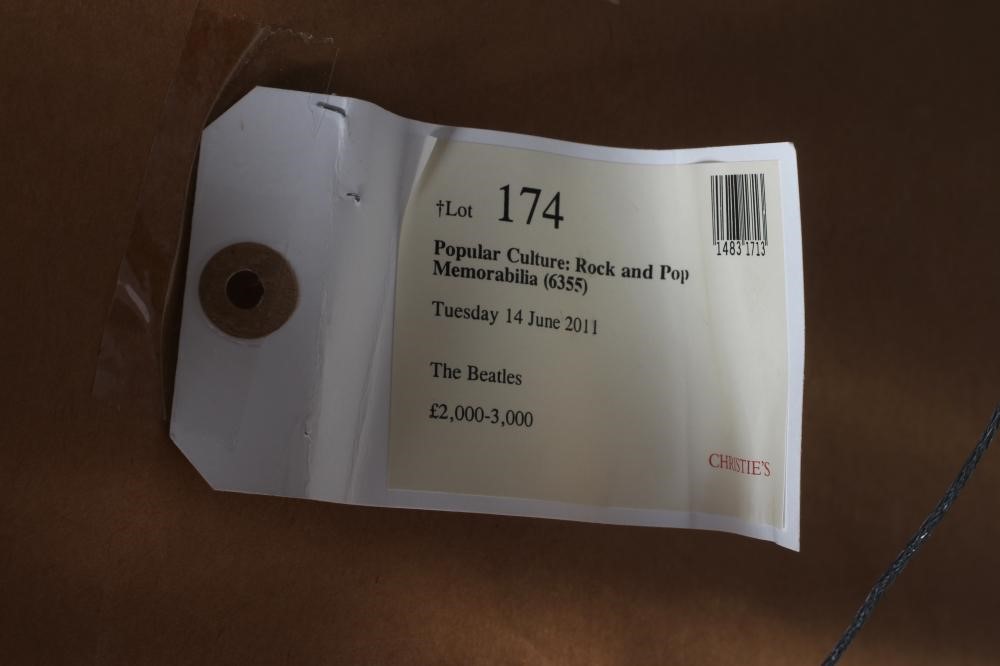 †Lot 174
1483 1713
Popular Culture: Rock and Pop
Memorabilia (6355)
Tuesday 14 June 2011
The Beatles
£2,000-3,000
CHRISTIE'S